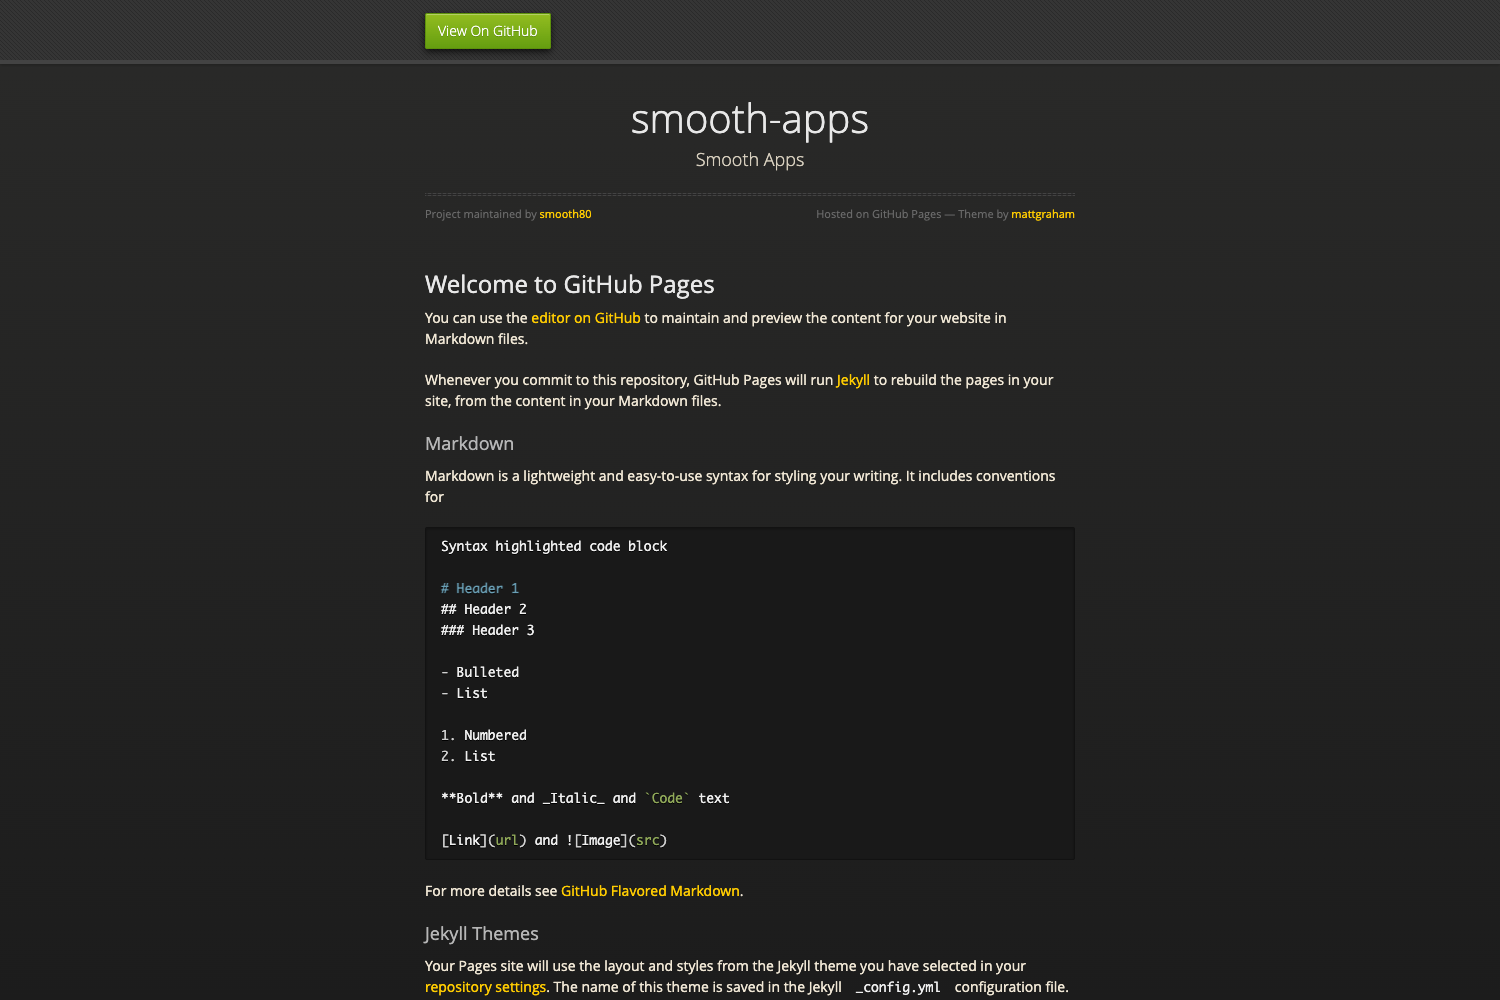 View On GitHub
smooth-apps
Smooth Apps
Project maintained by smooth80
Hosted on GitHub Pages — Theme by mattgraham
Welcome to GitHub Pages
You can use the editor on GitHub to maintain and preview the content for your website in
Markdown files.
Whenever you commit to this repository, GitHub Pages will run Jekyll to rebuild the pages in your
site, from the content in your Markdown files.
Markdown
Markdown is a lightweight and easy-to-use syntax for styling your writing. It includes conventions
for
Syntax highlighted code block
# Header 1
## Header 2
### Header 3
- Bulleted
- List
1. Numbered
2. List
**Bold** and _Italic_ and `Code` text
[Link](url) and ![Image](src)
For more details see GitHub Flavored Markdown.
Jekyll Themes
Your Pages site will use the layout and styles from the Jekyll theme you have selected in your
repository settings. The name of this theme is saved in the Jekyll _config.yml configuration file.